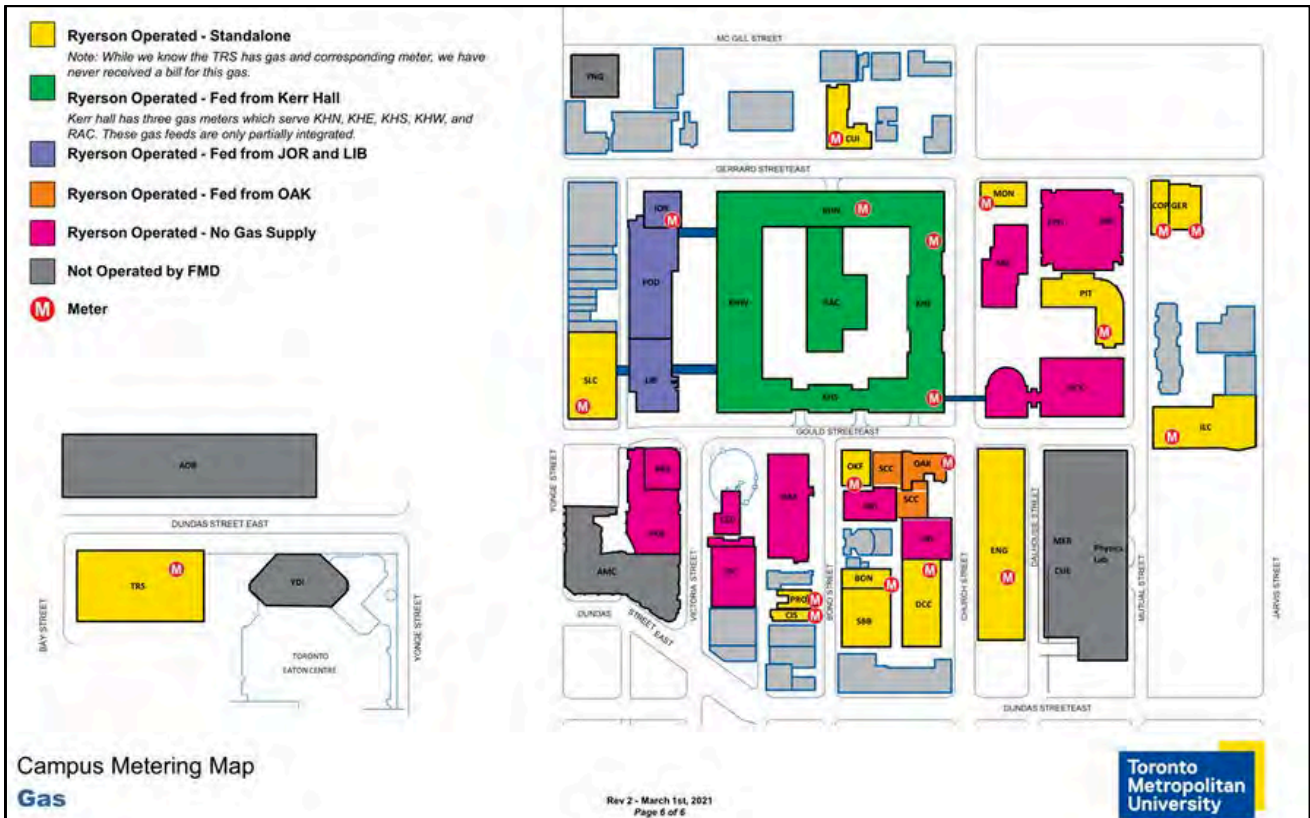 Ryerson Operated - Standalone
Note: While we know the TRS has gas and corresponding meter, we have
never received a bill for this gas.
Ryerson Operated - Fed from Kerr Hall
Kerr hall has three gas meters which serve KHN, KHE, KHS, KHW, and
RAC. These gas feeds are only partially integrated.
Ryerson Operated - Fed from JOR and LIB
Ryerson Operated - Fed from OAK
Ryerson Operated - No Gas Supply
Not Operated by FMD
M Meter
MC GILL STREET
YNG
CUI
M
GERRARD STREETEAST
JOR
M
KHN
M
M
MON
M
COP
GER
M
M
POD
KHW
RAC
KHE
PIT
M
SLC
M
LIB
KHS
M
ILC
M
GOULD STREETEAST
AOB
DUNDAS STREET EAST
TRS
M
YDI
TORONTO
EATON CENTRE
BAY STREET
YONGE STREET
YONGE STREET
AMC
DUNDAS
STREET EAST
VICTORIA STREET
PRO
M
CIS
M
BOND STREET
OKF
M
SCC
OAK
M
SCC
BON
M
SBB
M
DCC
CHURCH STREET
ENG
M
DALHOUSIE STREET
MER
Physics
Lab
CUE
MUTUAL STREET
JARVIS STREET
DUNDAS STREETEAST
Campus Metering Map
Gas
Rev 2 - March 1st, 2021
Page 6 of 6
Toronto
Metropolitan
University